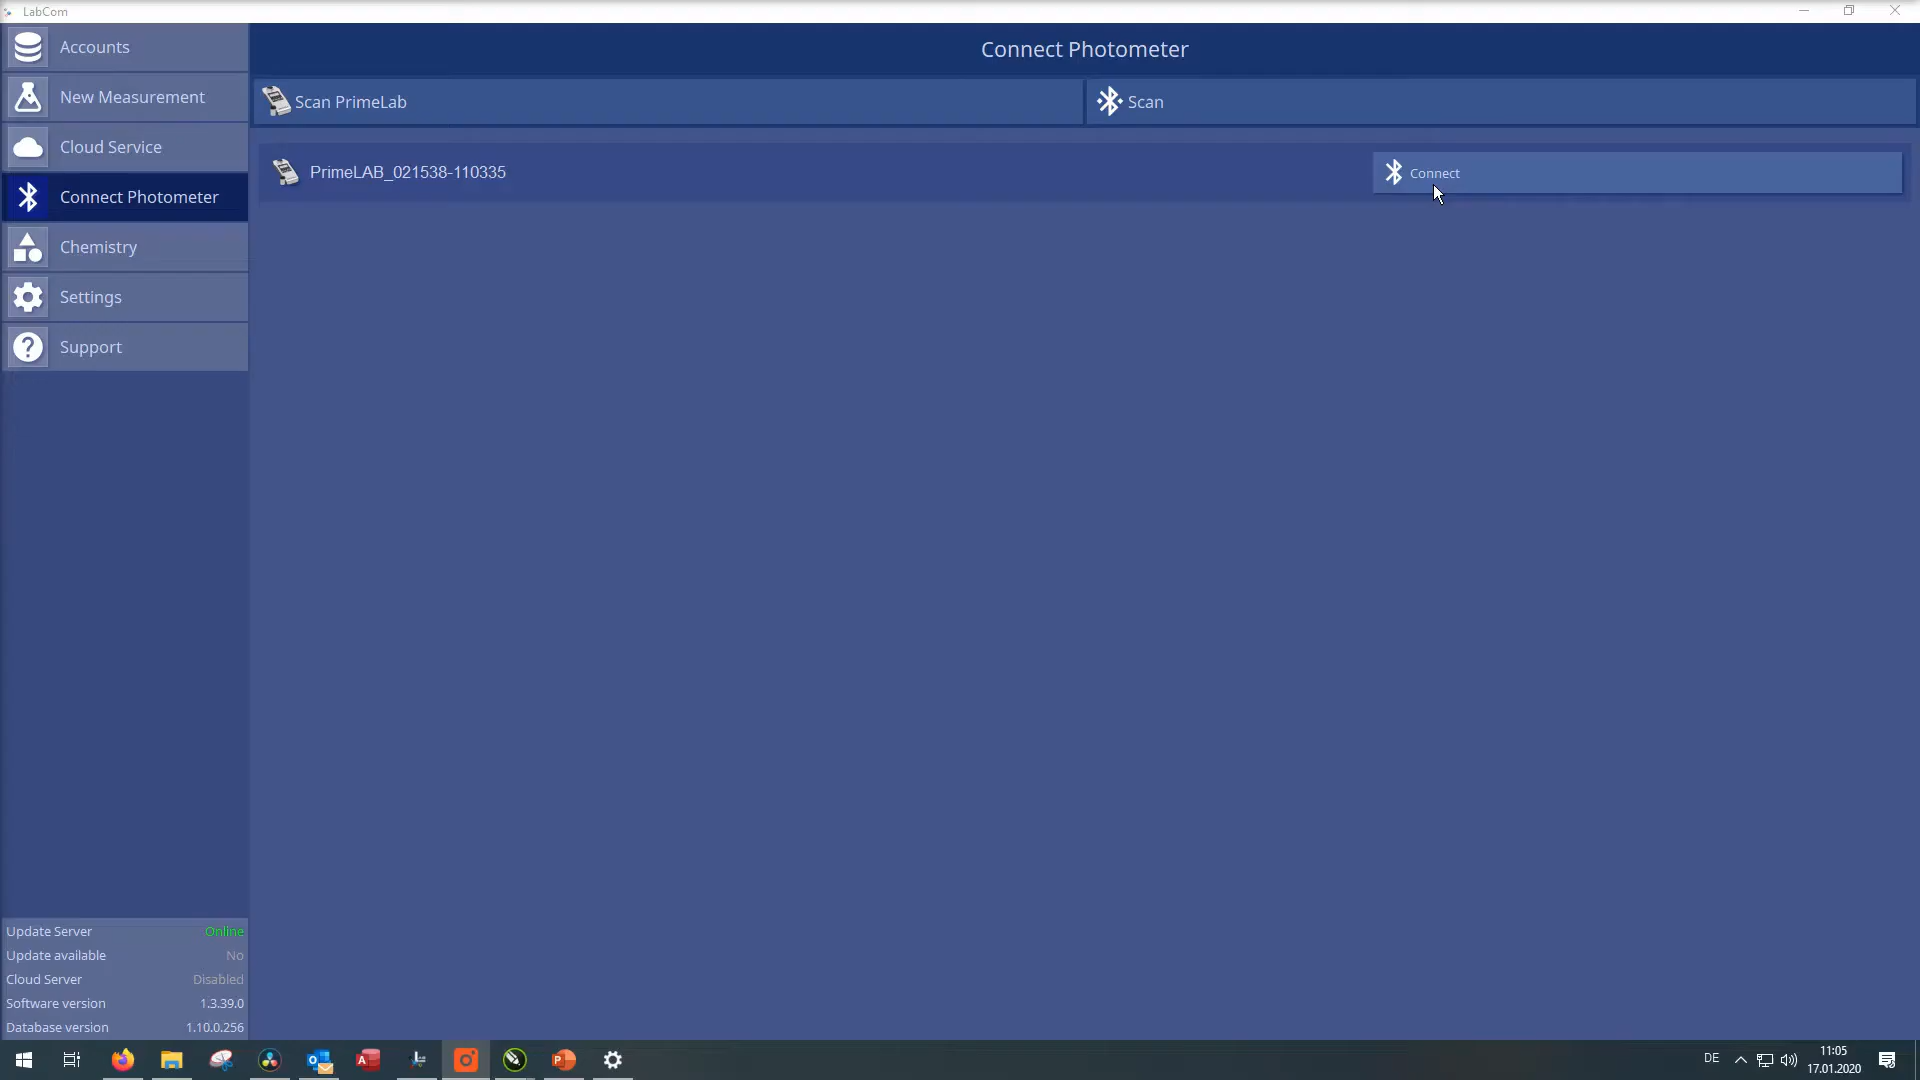 LabCom
Accounts
New Measurement
Cloud Service
Connect Photometer
Chemistry
Settings
Support
Connect Photometer
Scan PrimeLab
Scan
PrimeLAB_021538-110335
Connect
Update Server Online
Update available No
Cloud Server Disabled
Software version 1.3.39.0
Database version 1.10.0.256
DE
11:05
17.01.2020